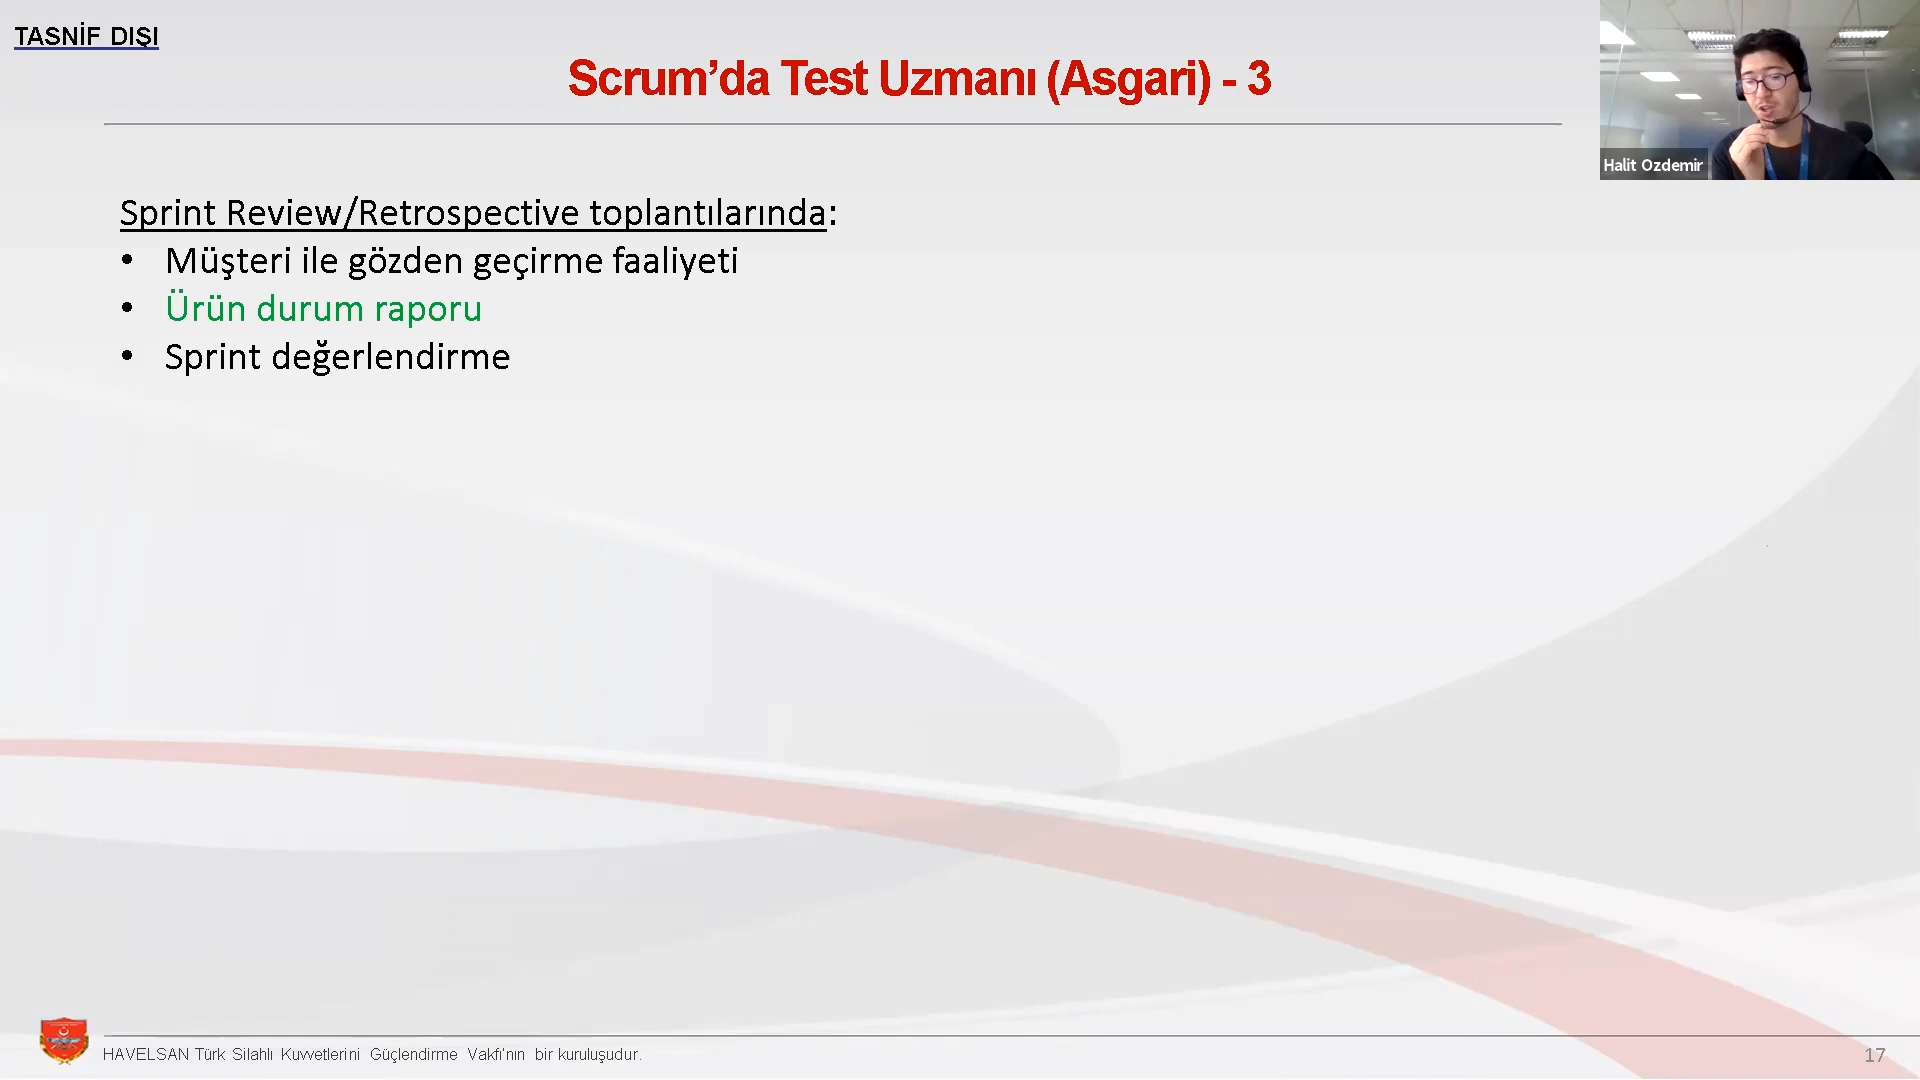 TASNİF DIŞI
Scrum’da Test Uzmanı (Asgari) - 3
Halit Ozdemir
Sprint Review/Retrospective toplantılarında:
• Müşteri ile gözden geçirme faaliyeti
• Ürün durum raporu
• Sprint değerlendirme
HAVELSAN Türk Silahlı Kuvvetlerini Güçlendirme Vakfı'nın bir kuruluşudur.
17